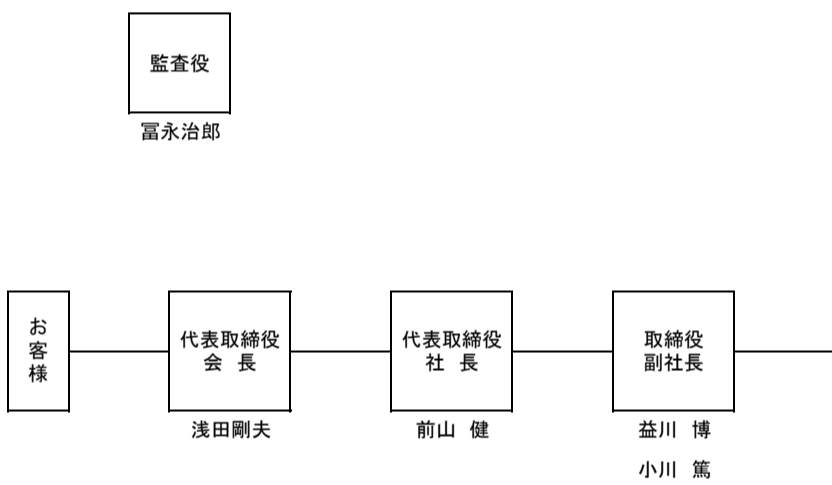 監査役
冨永治郎
お
客
様
代表取締役
会 長
浅田剛夫
代表取締役
社 長
前山 健
取締役
副社長
益川 博
小川 篤